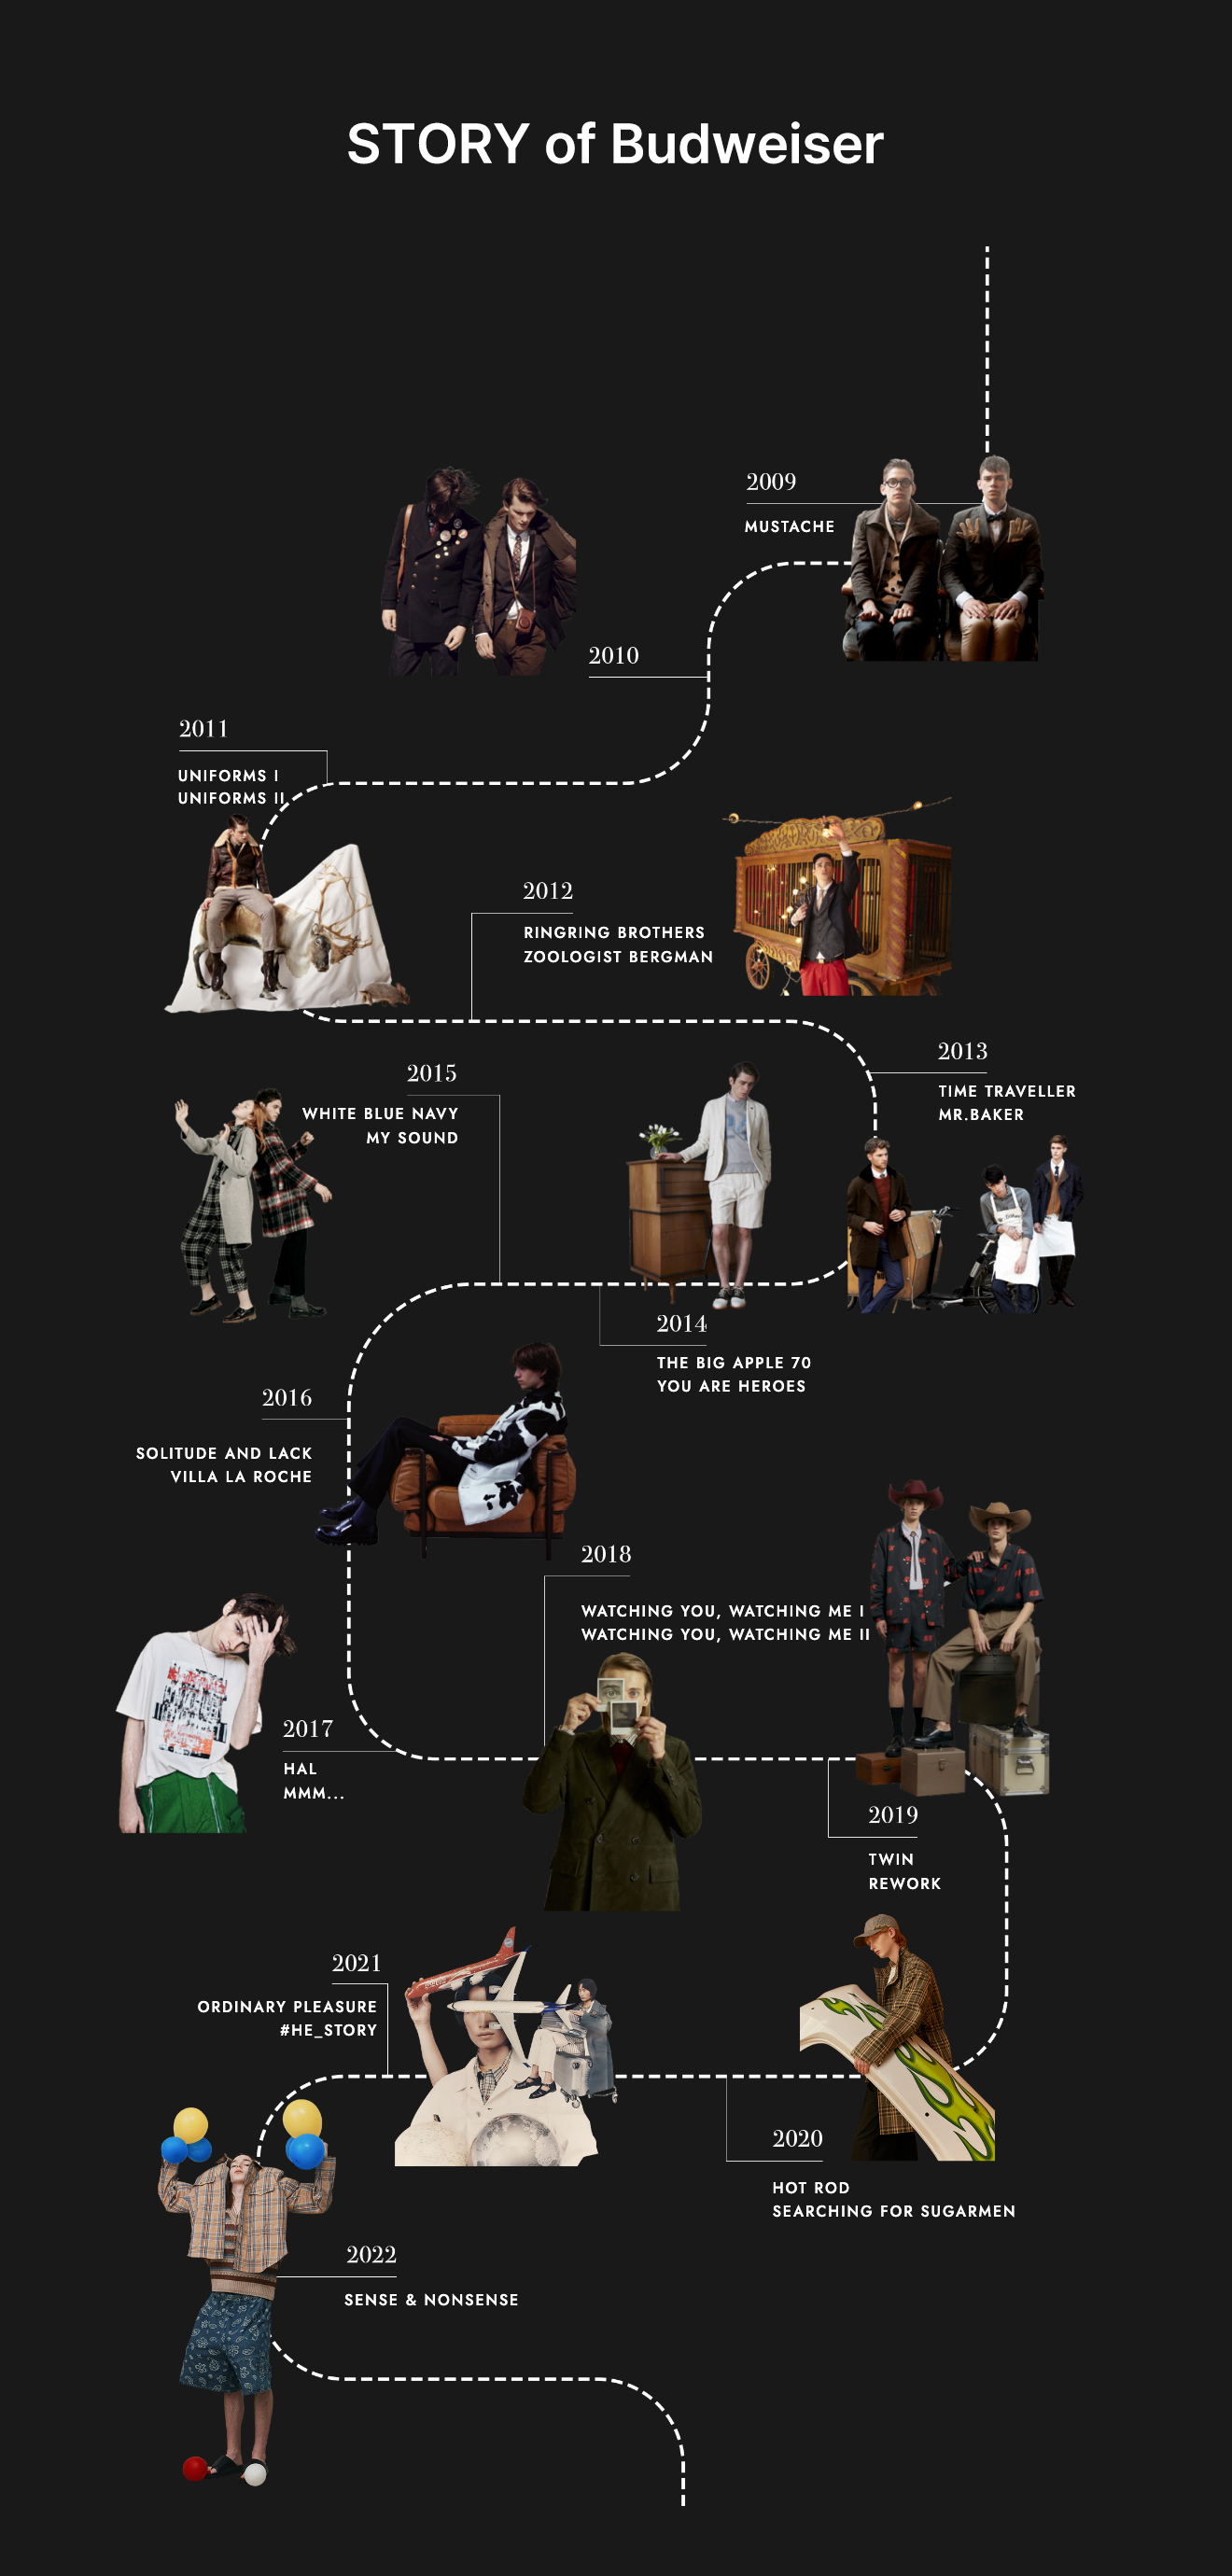 STORY of Budweiser
2009
MUSTACHE
2010
2011
UNIFORMS I
UNIFORMS II
2012
RINGRING BROTHERS
ZOOLOGIST BERGMAN
2013
TIME TRAVELLER
MR.BAKER
2015
WHITE BLUE NAVY
MY SOUND
2014
THE BIG APPLE 70
YOU ARE HEROES
2016
SOLITUDE AND LACK
VILLA LA ROCHE
2018
WATCHING YOU, WATCHING ME I
WATCHING YOU, WATCHING ME II
2017
HAL
MMM...
2019
TWIN
REWORK
2021
ORDINARY PLEASURE
#HE_STORY
2020
HOT ROD
SEARCHING FOR SUGARMEN
2022
SENSE & NONSENSE